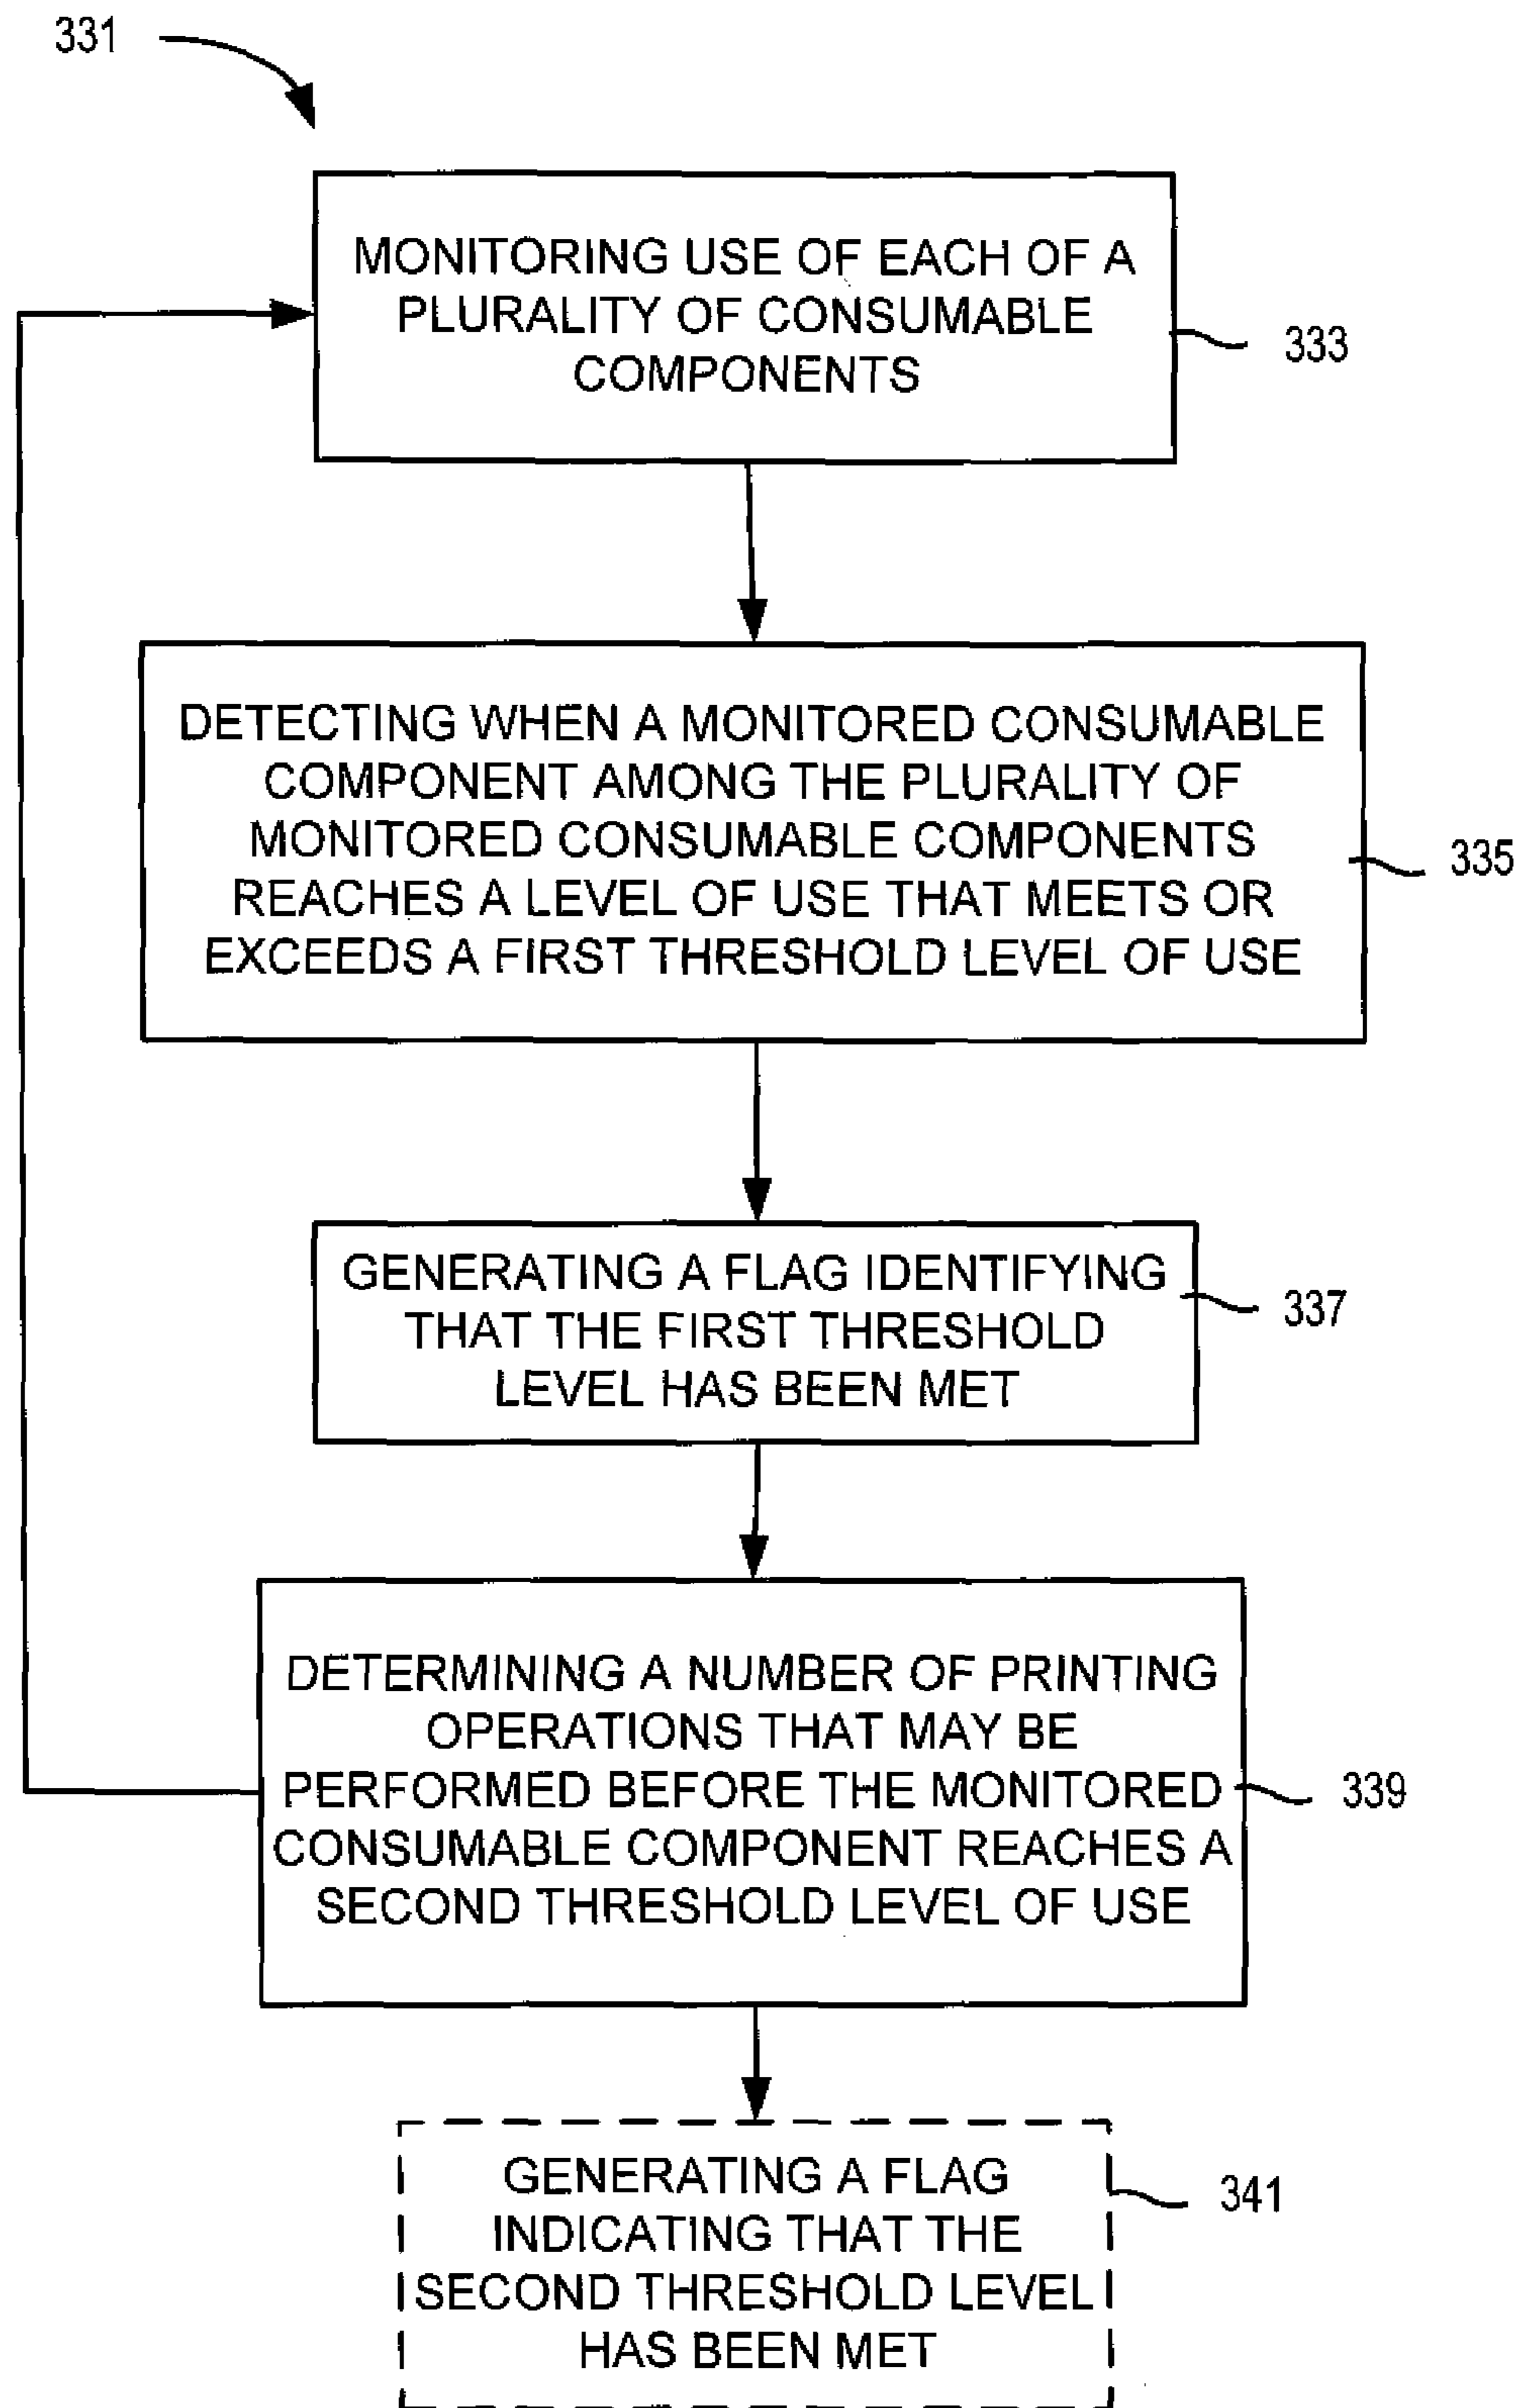 331
MONITORING USE OF EACH OF A
PLURALITY OF CONSUMABLE
COMPONENTS
333
DETECTING WHEN A MONITORED CONSUMABLE
COMPONENT AMONG THE PLURALITY OF
MONITORED CONSUMABLE COMPONENTS
REACHES A LEVEL OF USE THAT MEETS OR
EXCEEDS A FIRST THRESHOLD LEVEL OF USE
335
GENERATING A FLAG IDENTIFYING
THAT THE FIRST THRESHOLD
LEVEL HAS BEEN MET
337
DETERMINING A NUMBER OF PRINTING
OPERATIONS THAT MAY BE
PERFORMED BEFORE THE MONITORED
CONSUMABLE COMPONENT REACHES A
SECOND THRESHOLD LEVEL OF USE
339
GENERATING A FLAG
INDICATING THAT THE
SECOND THRESHOLD LEVEL
HAS BEEN MET
341